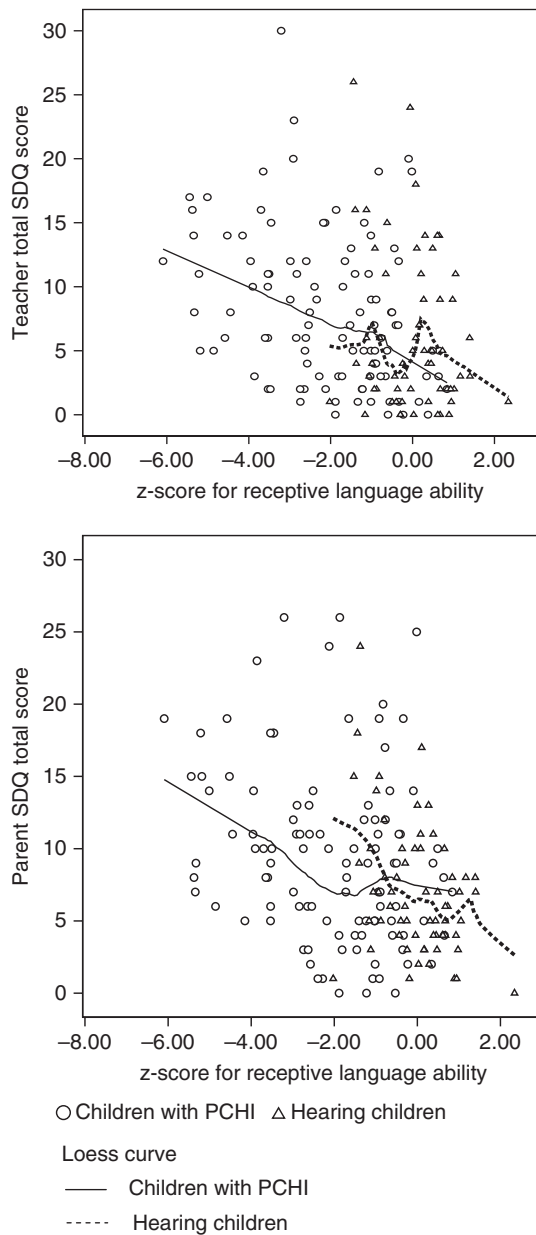 30
25
20
15
10
5
0
Teacher total SDQ score
−8.00 −6.00 −4.00 −2.00 0.00 2.00
z-score for receptive language ability
30
25
20
15
10
5
0
Parent SDQ total score
−8.00 −6.00 −4.00 −2.00 0.00 2.00
z-score for receptive language ability
Children with PCHI Hearing children
Loess curve
Children with PCHI
Hearing children